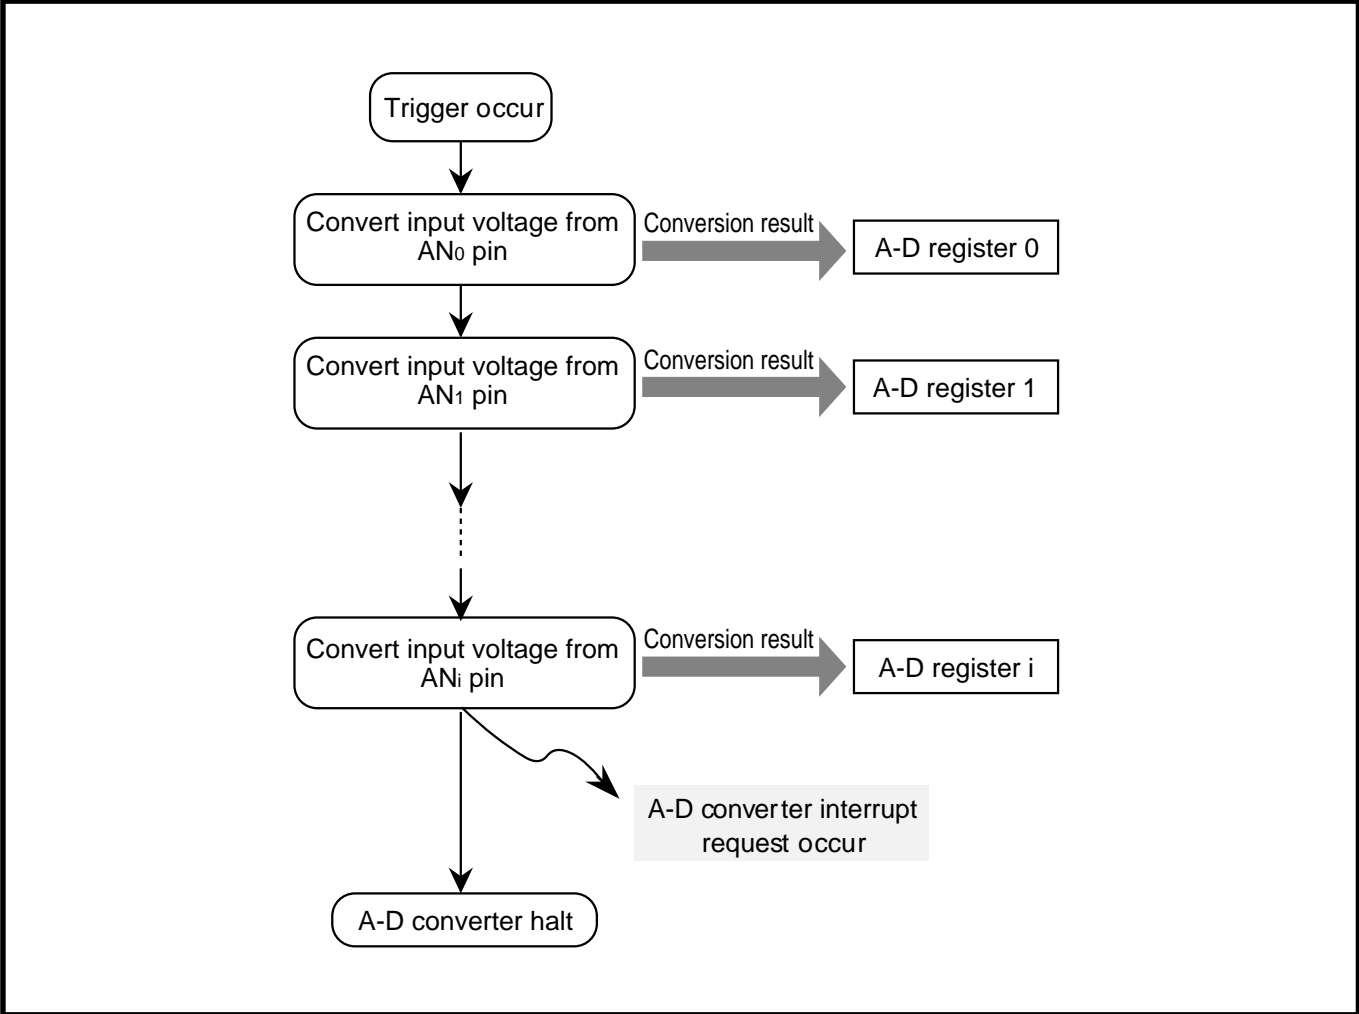 Trigger occur
Convert input voltage from
AN0 pin
Conversion result
A-D register 0
Convert input voltage from
AN1 pin
Conversion result
A-D register 1
Convert input voltage from
ANi pin
Conversion result
A-D register i
A-D converter interrupt
request occur
A-D converter halt